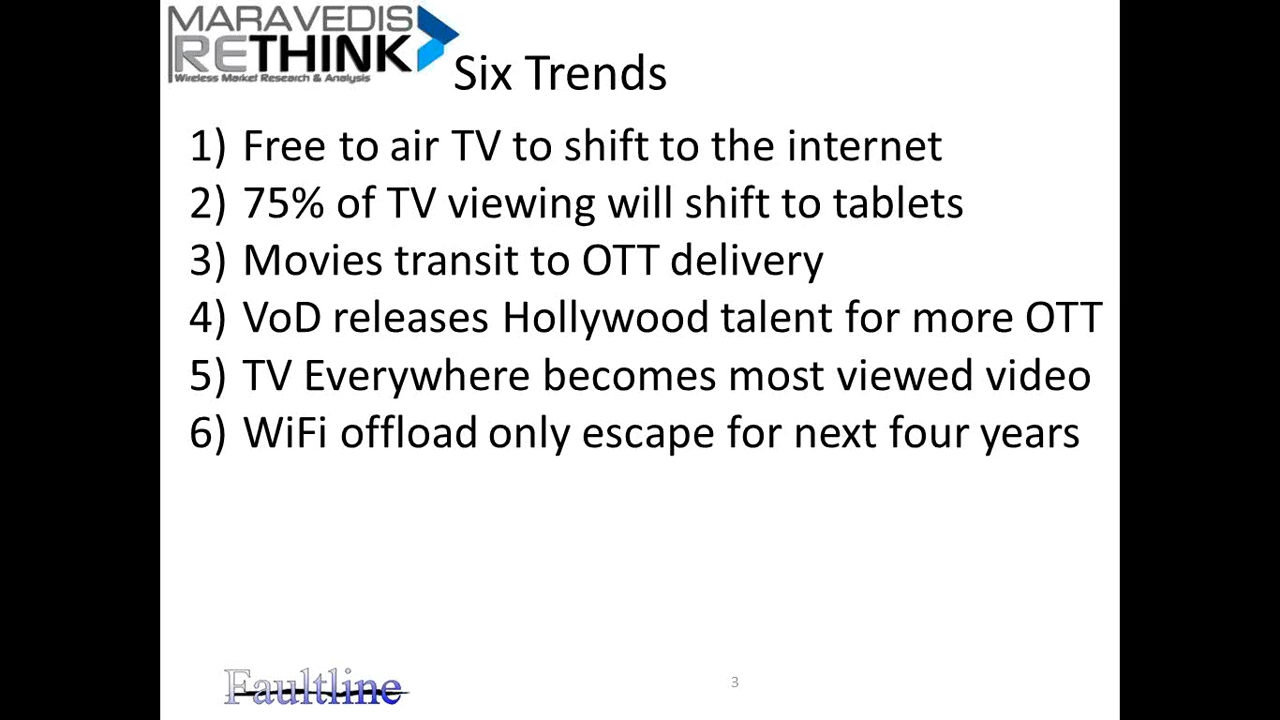 MARAVEDIS
RETHINK
Wireless Market Research & Analysis
Six Trends
1) Free to air TV to shift to the internet
2) 75% of TV viewing will shift to tablets
3) Movies transit to OTT delivery
4) VoD releases Hollywood talent for more OTT
5) TV Everywhere becomes most viewed video
6) WiFi offload only escape for next four years
Faultline
3